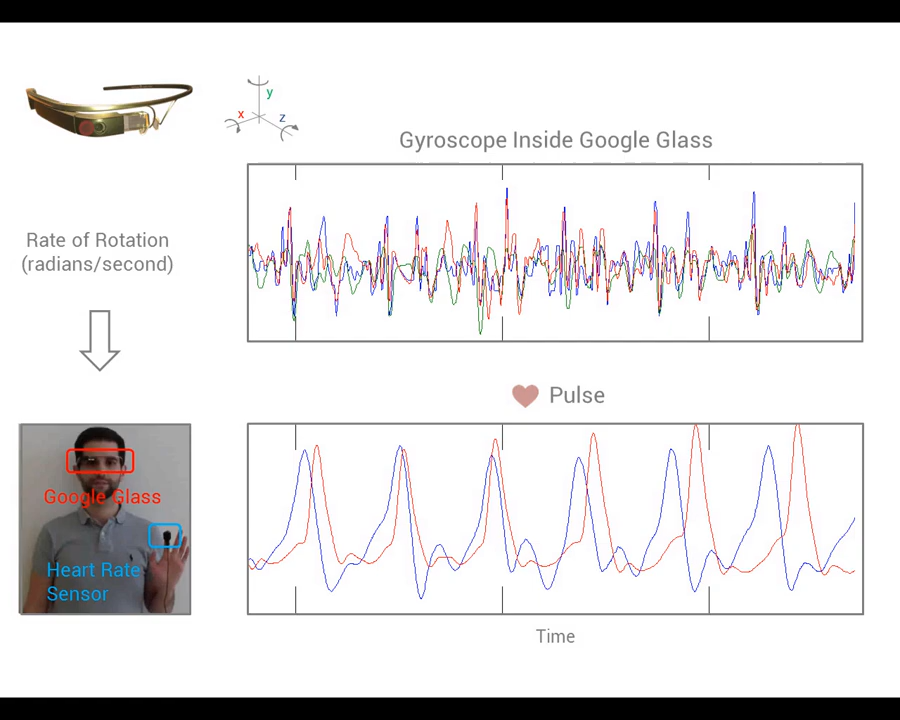 y
x
z
Gyroscope Inside Google Glass
Rate of Rotation
(radians/second)
Pulse
Google Glass
Heart Rate
Sensor
Time